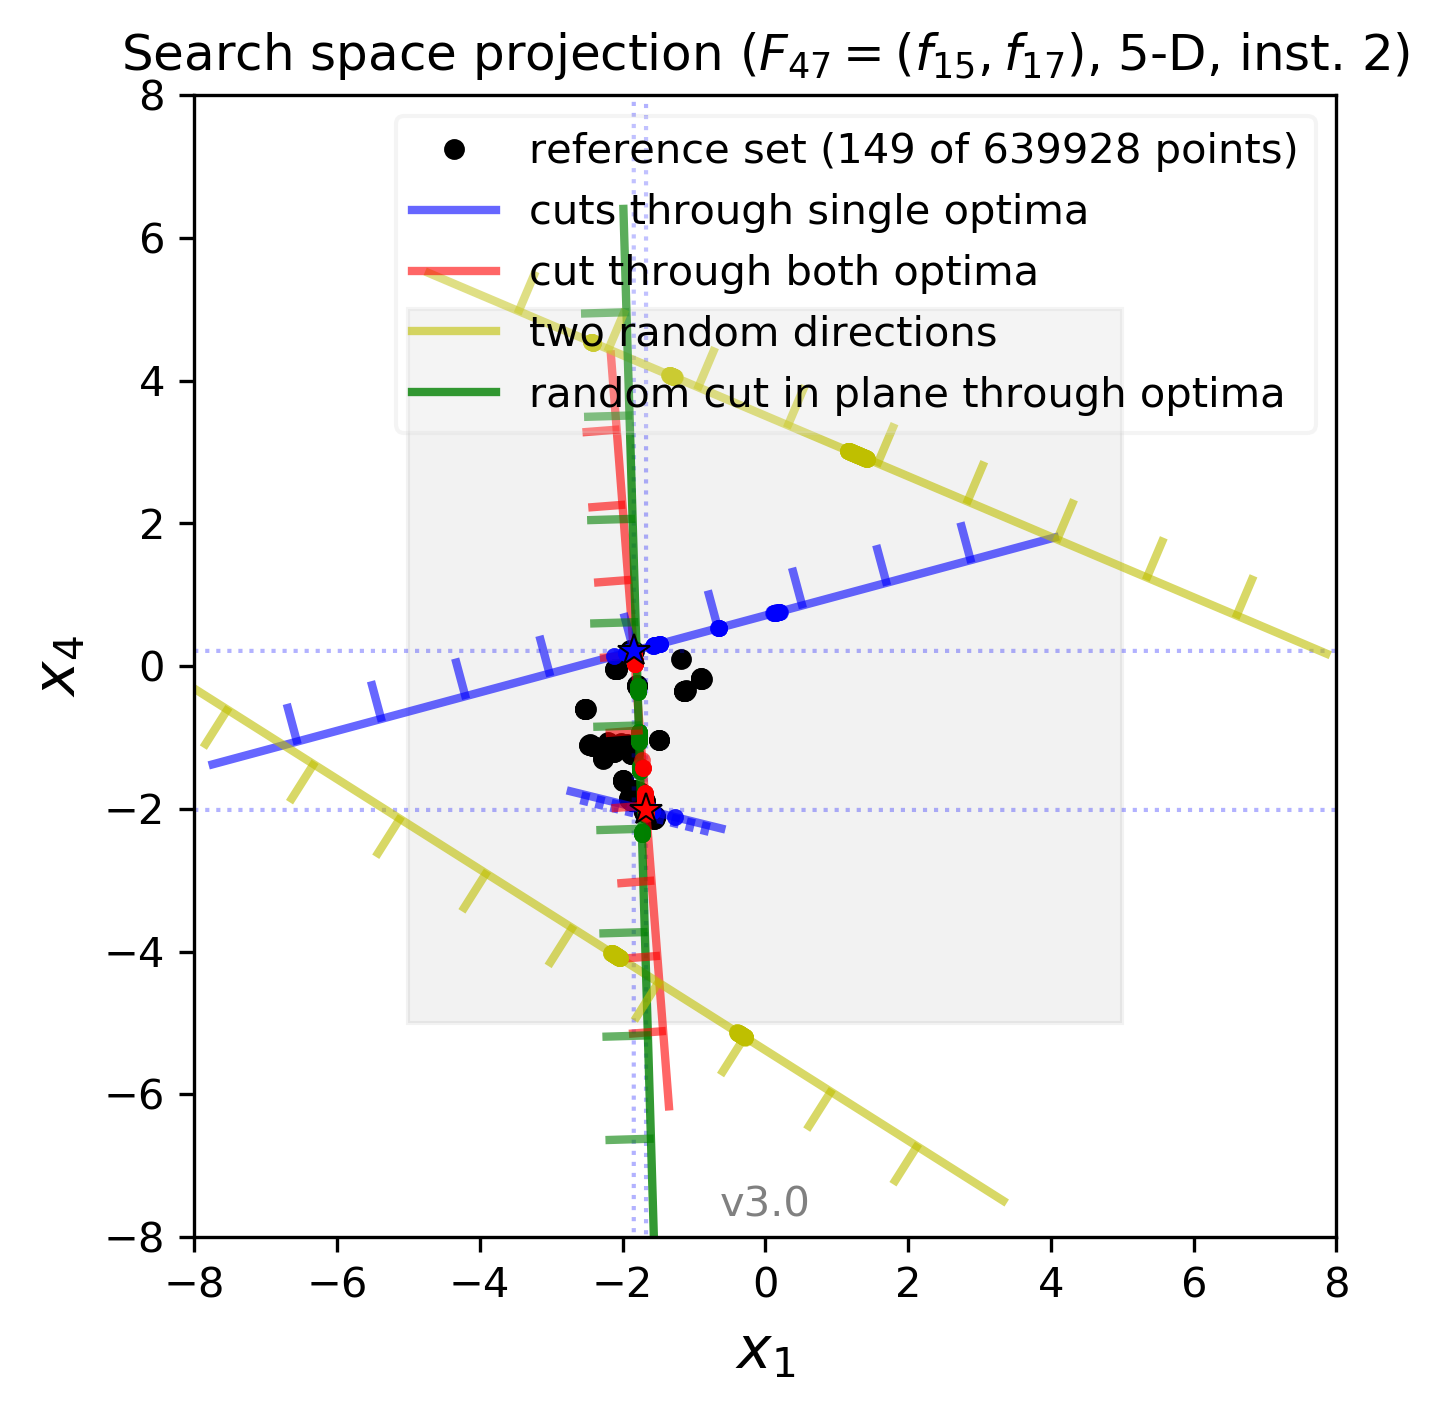 Search space projection (F47 = (f15, f17), 5-D, inst. 2)
reference set (149 of 639928 points)
cuts through single optima
cut through both optima
two random directions
random cut in plane through optima
8
6
4
2
0
−2
−4
−6
−8
x4
v3.0
−8 −6 −4 −2 0 2 4 6 8
x1